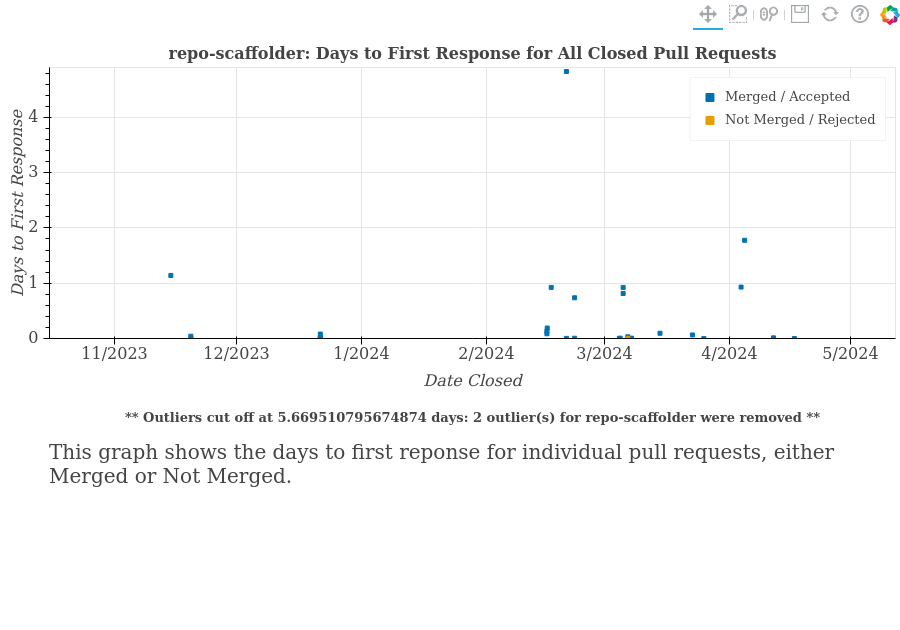 repo-scaffolder: Days to First Response for All Closed Pull Requests
Merged / Accepted
Not Merged / Rejected
Days to First Response
4
3
2
1
0
11/2023 12/2023 1/2024 2/2024 3/2024 4/2024 5/2024
Date Closed
** Outliers cut off at 5.669510795674874 days: 2 outlier(s) for repo-scaffolder were removed **
This graph shows the days to first reponse for individual pull requests, either
Merged or Not Merged.